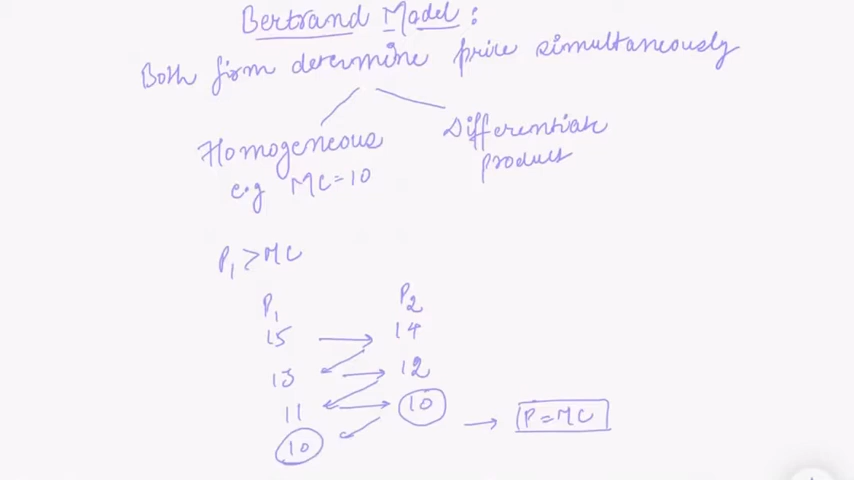 Bertrand Model :
Both firm determine price simultaneously
Homogeneous
e.g MC=10
Differentiate
product
P₁ > MC
P₁ P₂
15 14
13 12
11 10
10
P = MC